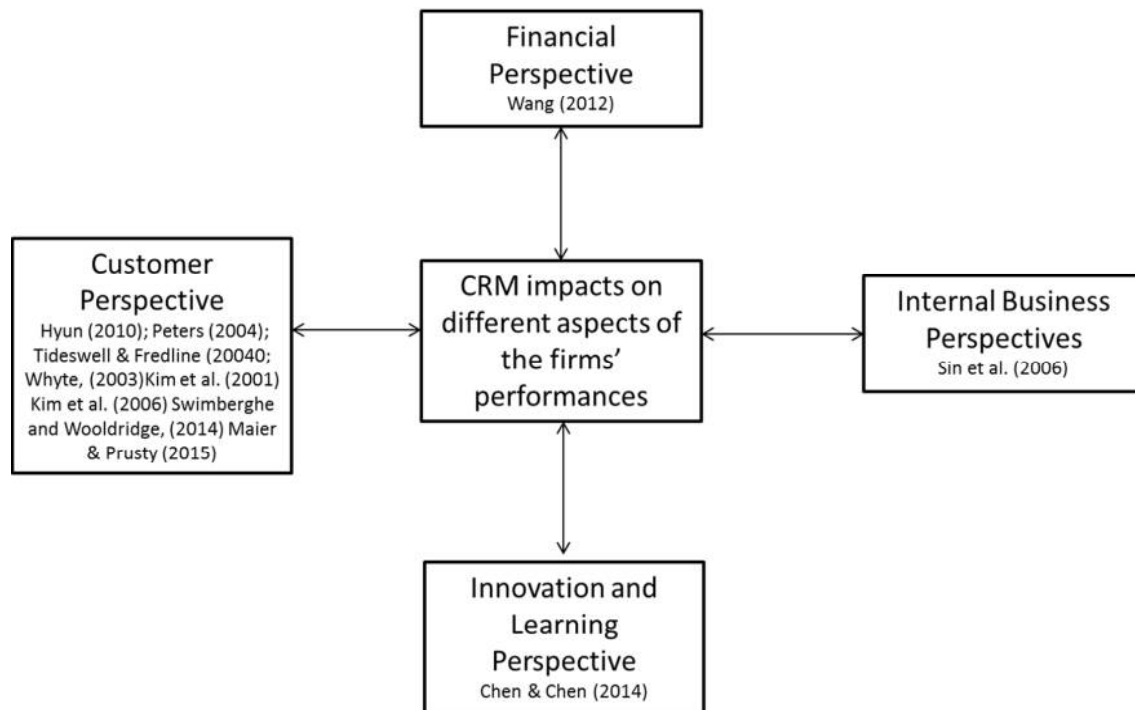 Financial
Perspective
Wang (2012)
Customer
Perspective
Hyun (2010); Peters (2004);
Tideswell & Fredline (20040;
Whyte, (2003)Kim et al. (2001)
Kim et al. (2006) Swimberghe
and Wooldridge, (2014) Maier
& Prusty (2015)
CRM impacts on
different aspects of
the firms’
performances
Internal Business
Perspectives
Sin et al. (2006)
Innovation and
Learning
Perspective
Chen & Chen (2014)